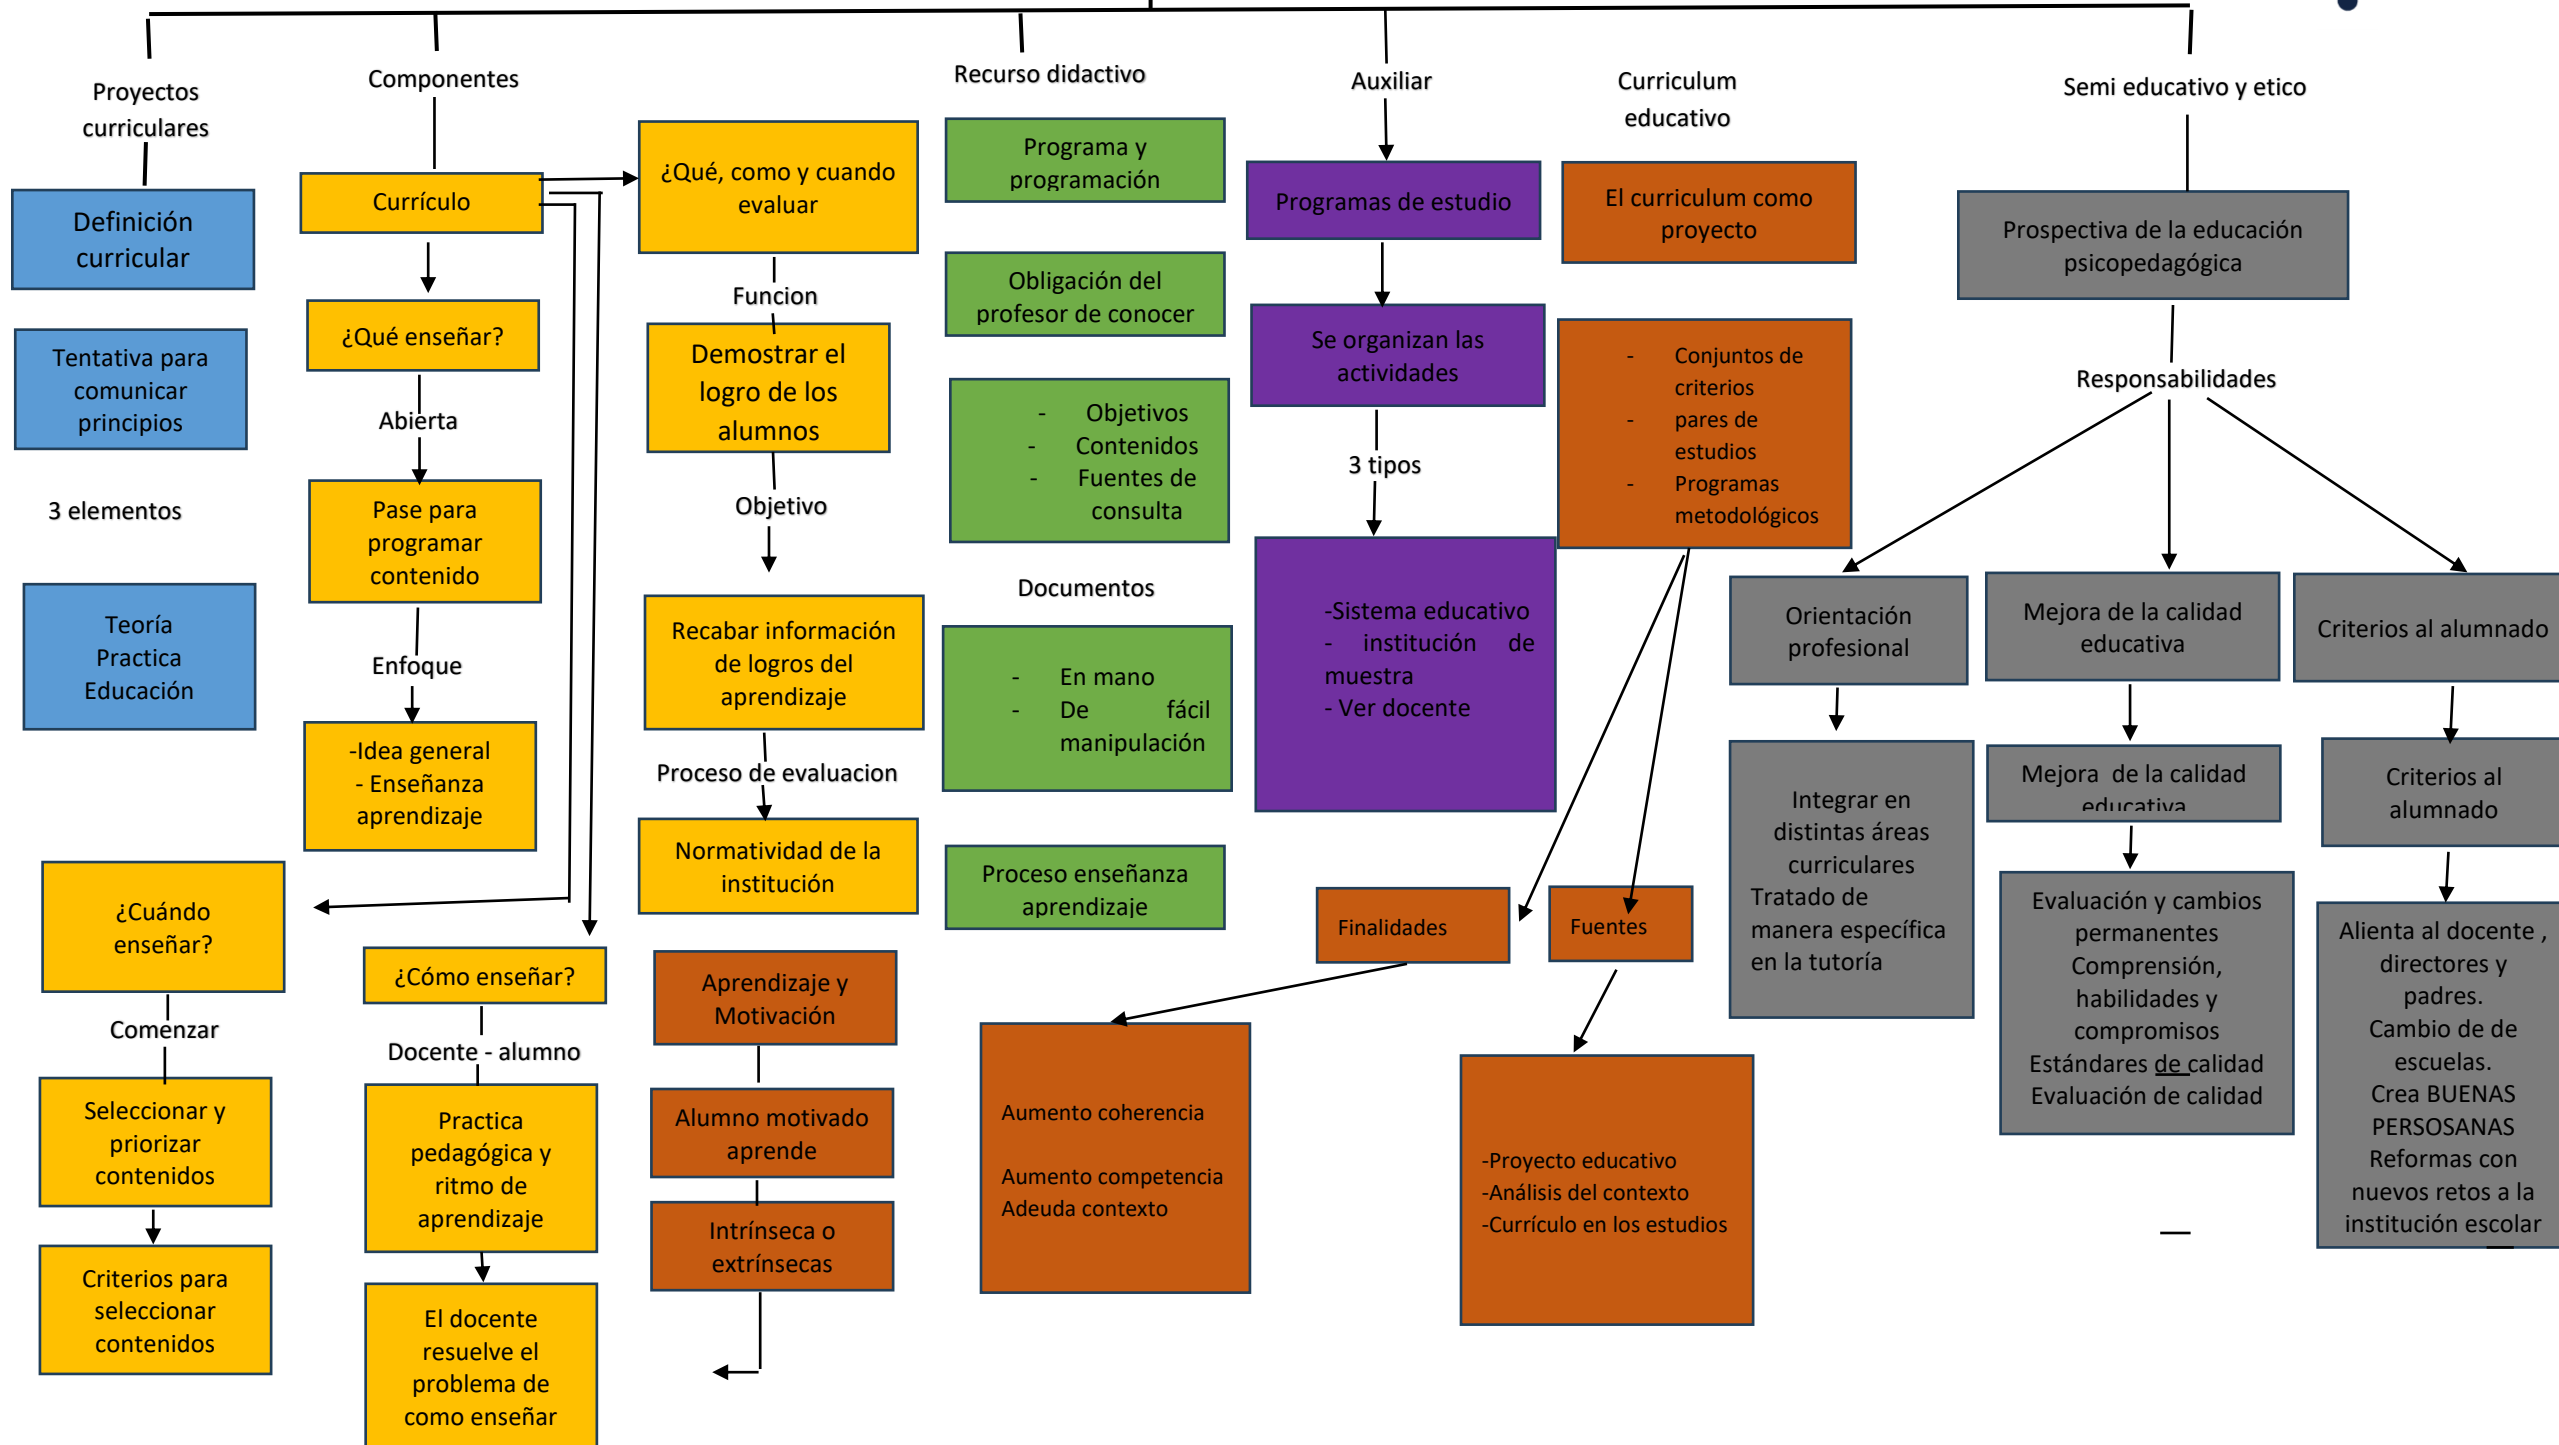 Proyectos
curriculares
Definición
curricular
Tentativa para
comunicar
principios
3 elementos
Teoría
Practica
Educación
Componentes
Currículo
¿Qué enseñar?
Abierta
Pase para
programar
contenido
Enfoque
-Idea general
- Enseñanza
aprendizaje
¿Cuándo
enseñar?
Comenzar
Seleccionar y
priorizar
contenidos
Criterios para
seleccionar
contenidos
¿Cómo enseñar?
Docente - alumno
Practica
pedagógica y
ritmo de
aprendizaje
El docente
resuelve el
problema de
como enseñar
¿Qué, como y cuando
evaluar
Funcion
Demostrar el
logro de los
alumnos
Objetivo
Recabar información
de logros del
aprendizaje
Proceso de evaluacion
Normatividad de la
institución
Aprendizaje y
Motivación
Alumno motivado
aprende
Intrínseca o
extrínsecas
Recurso didactivo
Programa y
programación
Obligación del
profesor de conocer
- Objetivos
- Contenidos
- Fuentes de
consulta
Documentos
- En mano
- De fácil
manipulación
Proceso enseñanza
aprendizaje
Auxiliar
Programas de estudio
Se organizan las
actividades
3 tipos
-Sistema educativo
- institución de
muestra
- Ver docente
Curriculum
educativo
El curriculum como
proyecto
- Conjuntos de
criterios
- pares de
estudios
- Programas
metodológicos
Finalidades
Aumento coherencia
Aumento competencia
Adeuda contexto
Fuentes
-Proyecto educativo
-Análisis del contexto
-Currículo en los estudios
Semi educativo y etico
Prospectiva de la educación
psicopedagógica
Responsabilidades
Orientación
profesional
Integrar en
distintas áreas
curriculares
Tratado de
manera específica
en la tutoría
Mejora de la calidad
educativa
Mejora de la calidad
educativa
Evaluación y cambios
permanentes
Comprensión,
habilidades y
compromisos
Estándares de calidad
Evaluación de calidad
Criterios al alumnado
Criterios al
alumnado
Alienta al docente ,
directores y
padres.
Cambio de de
escuelas.
Crea BUENAS
PERSOSANAS
Reformas con
nuevos retos a la
institución escolar